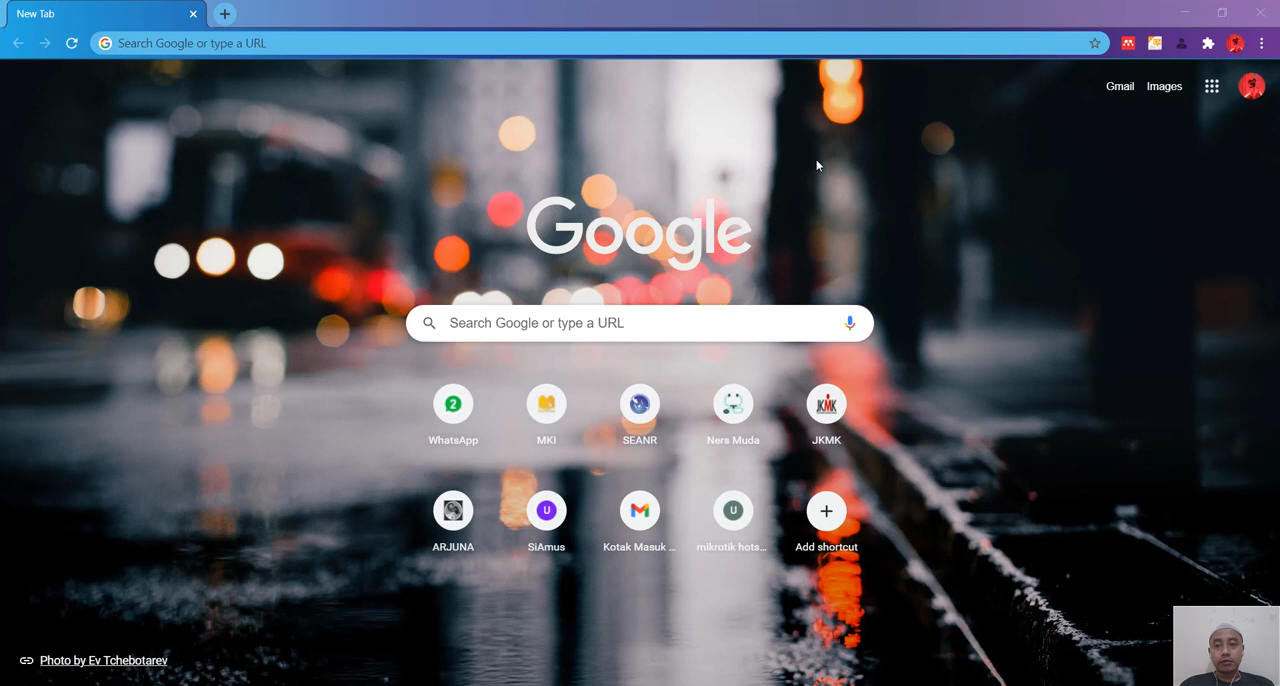 New Tab
Search Google or type a URL
Gmail Images
Google
Search Google or type a URL
2
WhatsApp MKI SEANR Ners Muda JKMK
JKMK
U U
ARJUNA SiAmus Kotak Masuk ... mikrotik hots... Add shortcut
Photo by Ev Tchebotarev